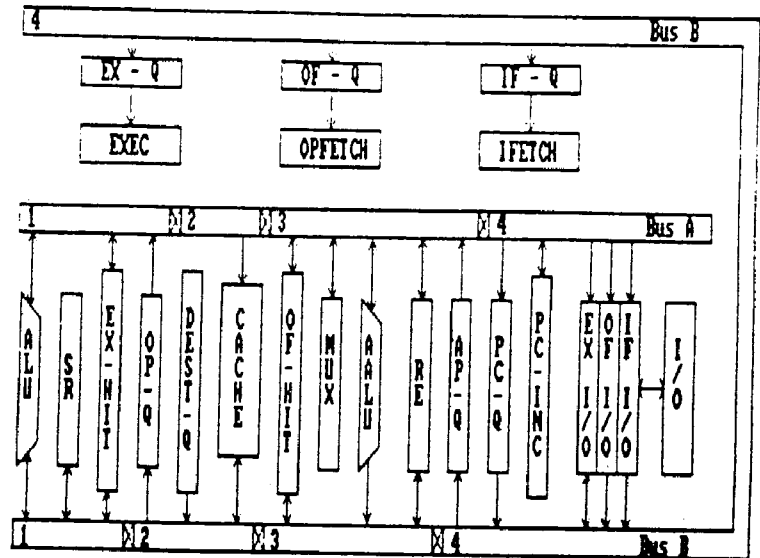 4 Bus B
EX - Q OF - Q IF - Q
EXEC OPFETCH IFETCH
1 2 3 4 Bus A
ALU
SR
EX-HIT
OP-Q
DEST-Q
CACHE
OF-HIT
MUX
AALU
RE
AP-Q
PC-Q
PC-INC
EX I/O
OF I/O
IF I/O
I/O
1 2 3 4 Bus B